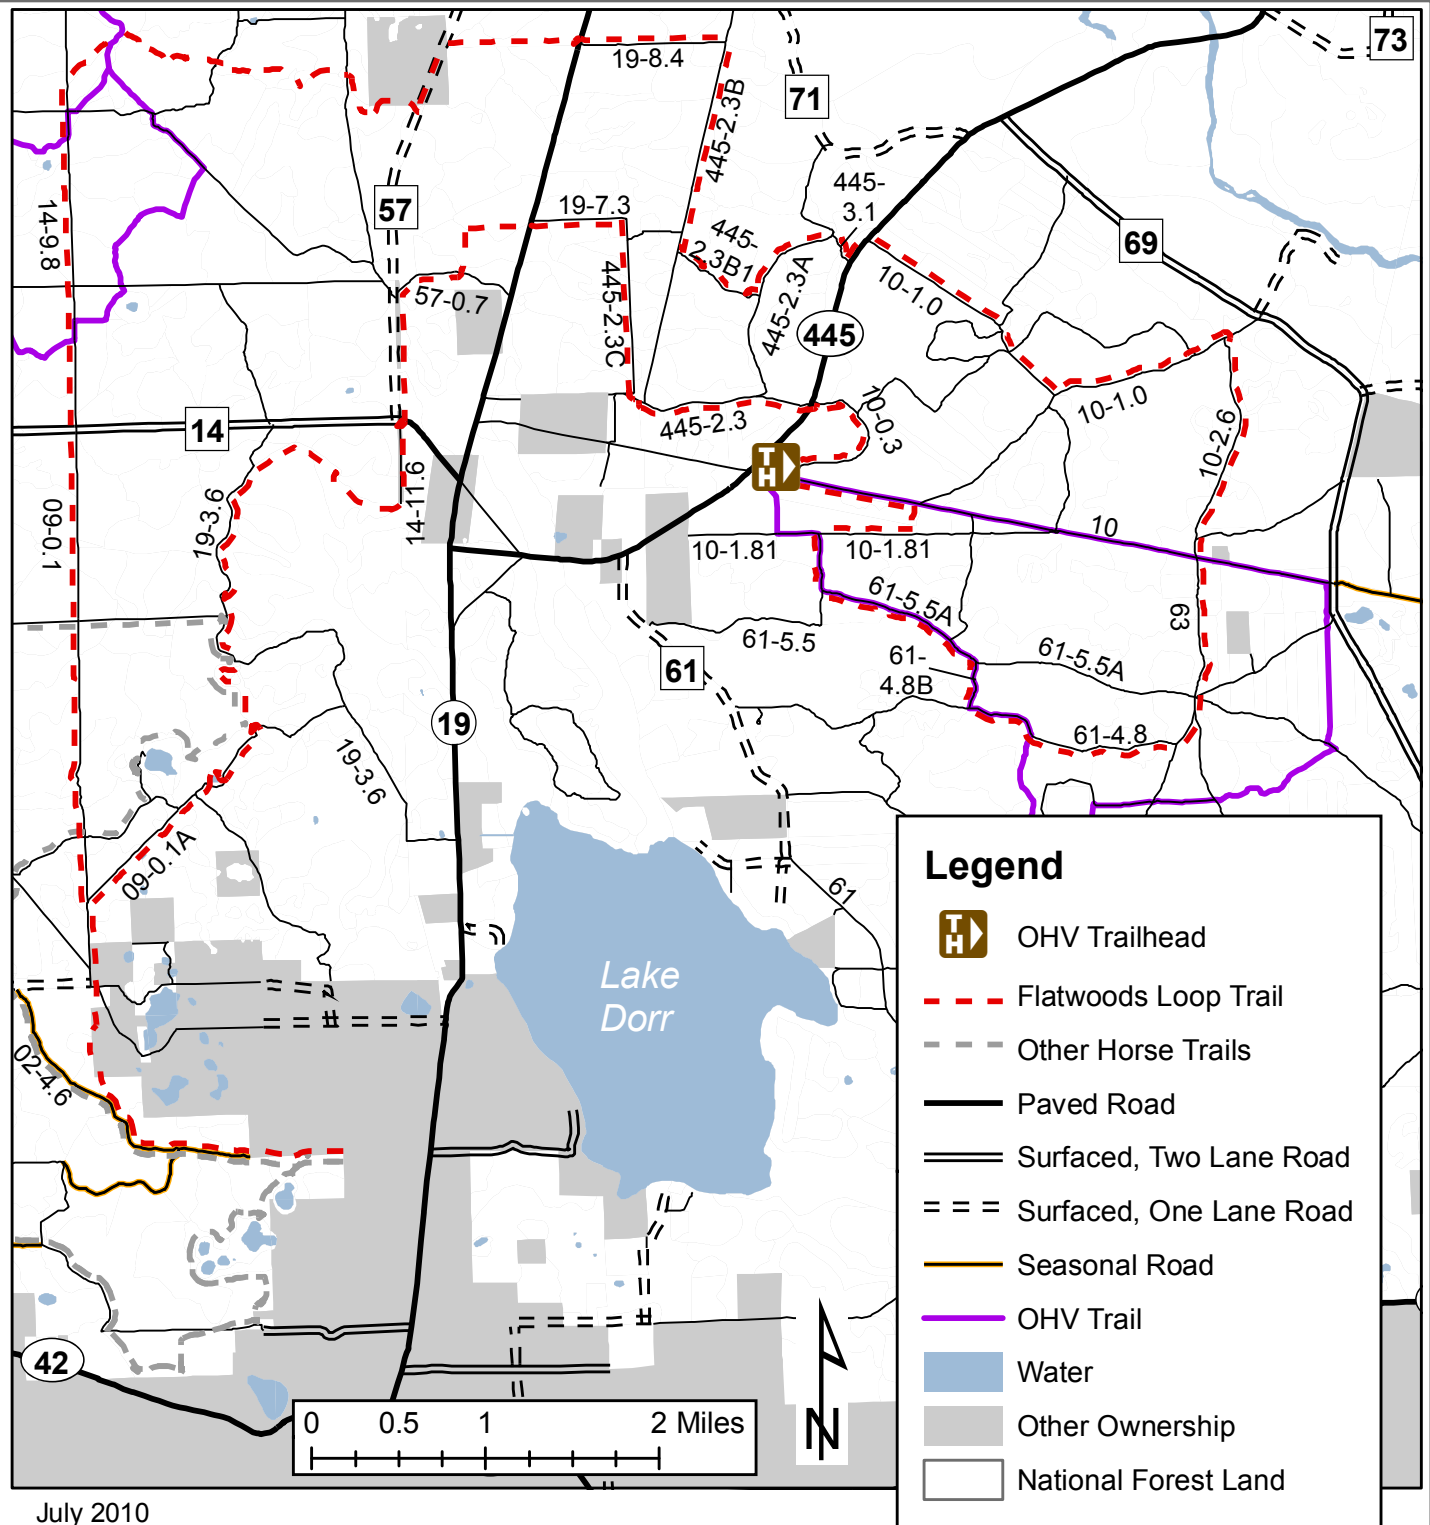 73
19-8.4
71
445-2.3B
445-
3.1
57
19-7.3
14-9.8
69
445-
2.3B1
445-2.3A
10-1.0
57-0.7
445-2.3C
445
10-1.0
14
445-2.3
10-0.3
10-2.6
TH
14-11.6
19-3.6
09-0.1
10
10-1.81
10-1.81
61-5.5A
63
61-5.5
61
61-
4.8B
61-5.5A
19
61-4.8
19-3.6
09-0.1A
61
Lake
Dorr
02-4.6
42
Legend
TH
OHV Trailhead
Flatwoods Loop Trail
Other Horse Trails
Paved Road
Surfaced, Two Lane Road
Surfaced, One Lane Road
Seasonal Road
OHV Trail
Water
Other Ownership
National Forest Land
0 0.5 1 2 Miles
N
July 2010